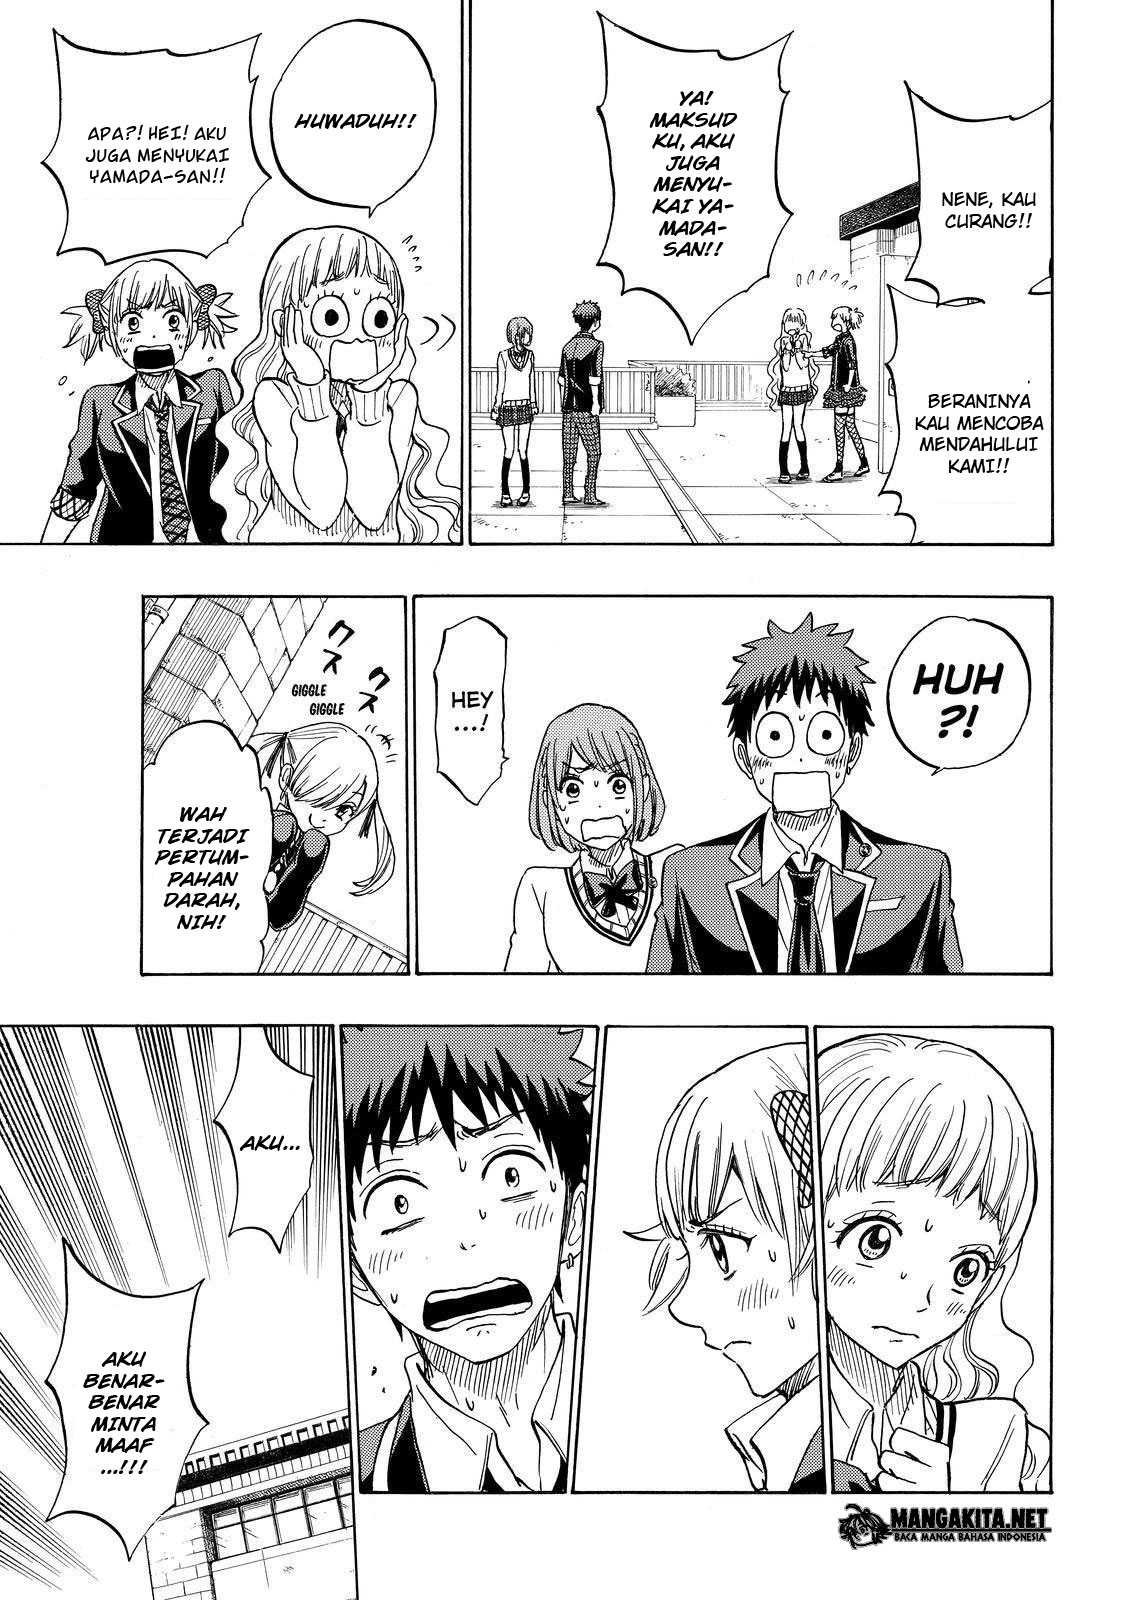 NENE, KAU
CURANG!!
BERANINYA
KAU MENCOBA
MENDAHULUI
KAMI!!
YA!
MAKSUD
KU, AKU
JUGA
MENYU-
KAI YA-
MADA-
SAN!!
HUWADUH!!
APA?! HEI! AKU
JUGA MENYUKAI
YAMADA-SAN!!
HUH
?!
HEY
...!
クス
クス
GIGGLE
GIGGLE
WAH
TERJADI
PERTUM-
PAHAN
DARAH,
NIH!
AKU...
AKU
BENAR-
BENAR
MINTA
MAAF
...!!!
MANGAKITA.NET
BACA MANGA BAHASA INDONESIA